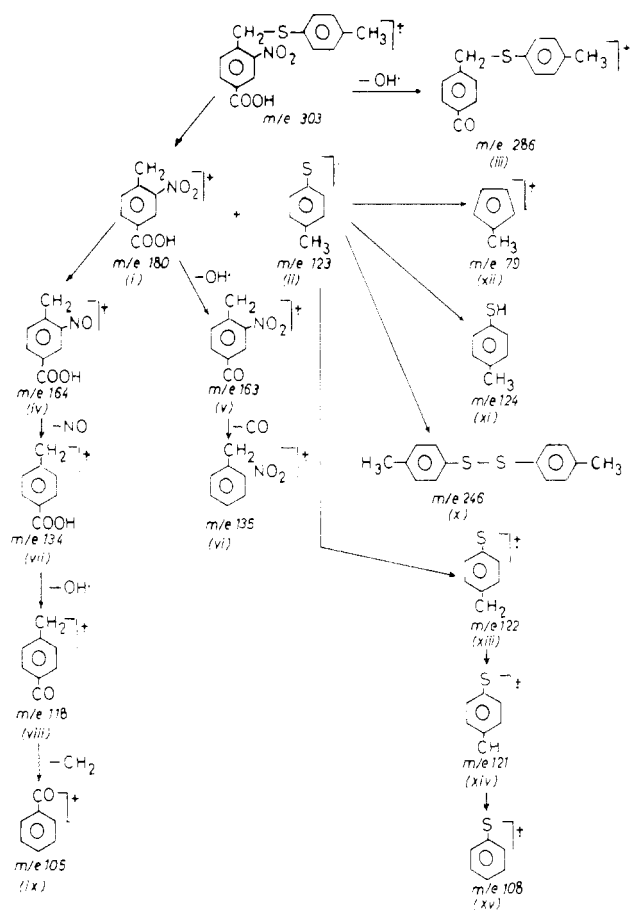 CH₂–S– –CH₃ ]⁺·
NO₂
COOH
m/e 303
–OH·
CH₂ – S – –CH₃ ]⁺·
CO
m/e 286
(iii)
CH₂
NO₂ ]⁺·
COOH
m/e 180
(i)
+
S
CH₃
m/e 123
(ii)
CH₃
m/e 79
(xii)
–OH·
CH₂
NO ]⁺·
COOH
m/e 164
(iv)
CH₂
NO₂ ]⁺·
CO
m/e 163
(v)
SH
CH₃
m/e 124
(xi)
–NO
–CO
CH₂
COOH
m/e 134
(vii)
CH₂
NO₂
m/e 135
(vi)
H₃C– –S–S– –CH₃
m/e 246
(x)
–OH·
S
CH₂
m/e 122
(xiii)
CH₂
CO
m/e 118
(viii)
S
CH
m/e 121
(xiv)
–CH₂
CO
m/e 105
(ix)
S
m/e 108
(xv)